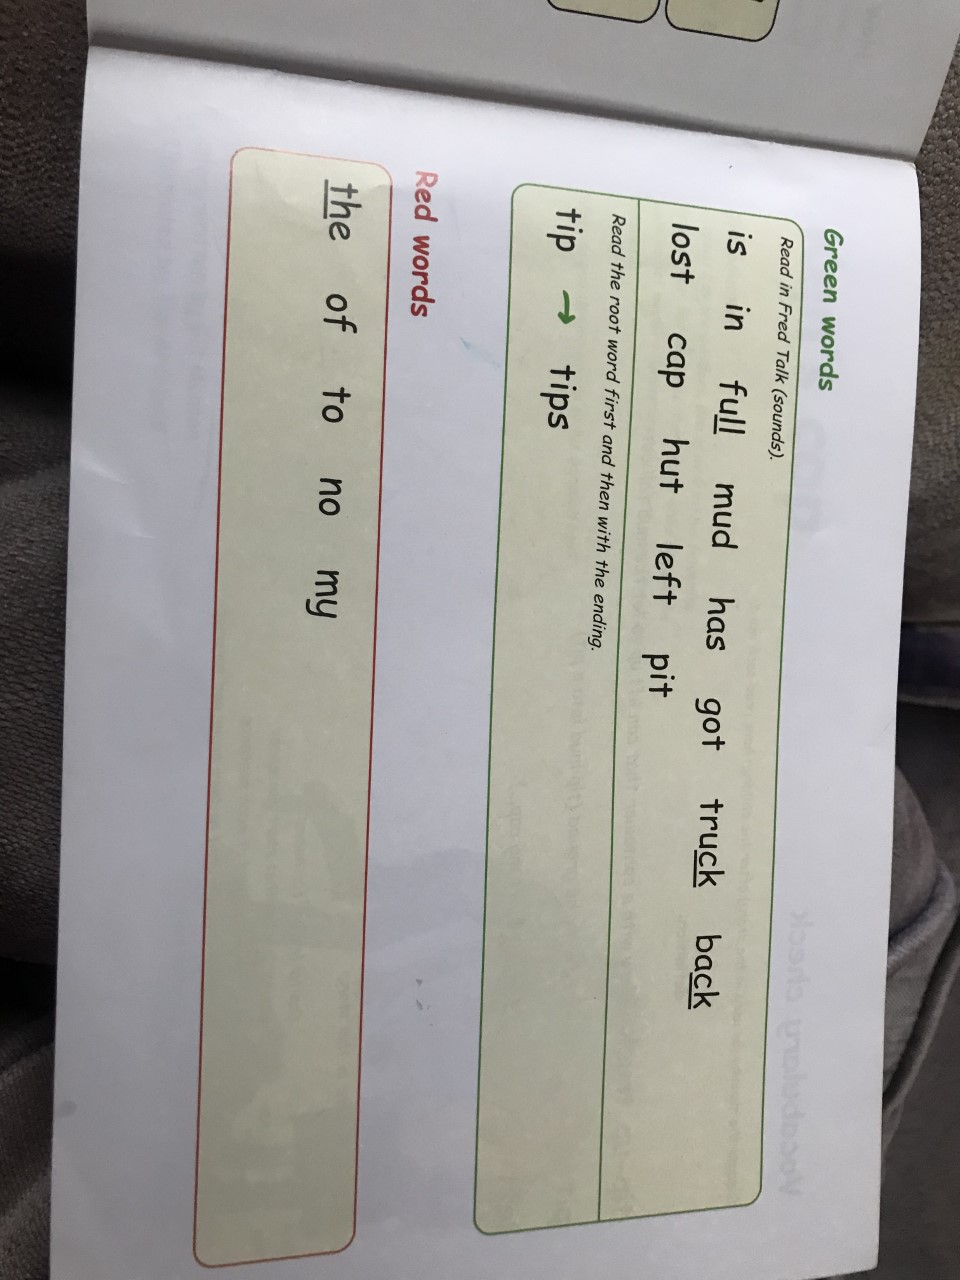 Green words
Read in Fred Talk (sounds).
is in full mud has got truck back
lost cap hut left pit
Read the root word first and then with the ending.
tip → tips
Red words
the of to no my
Vocabulary check